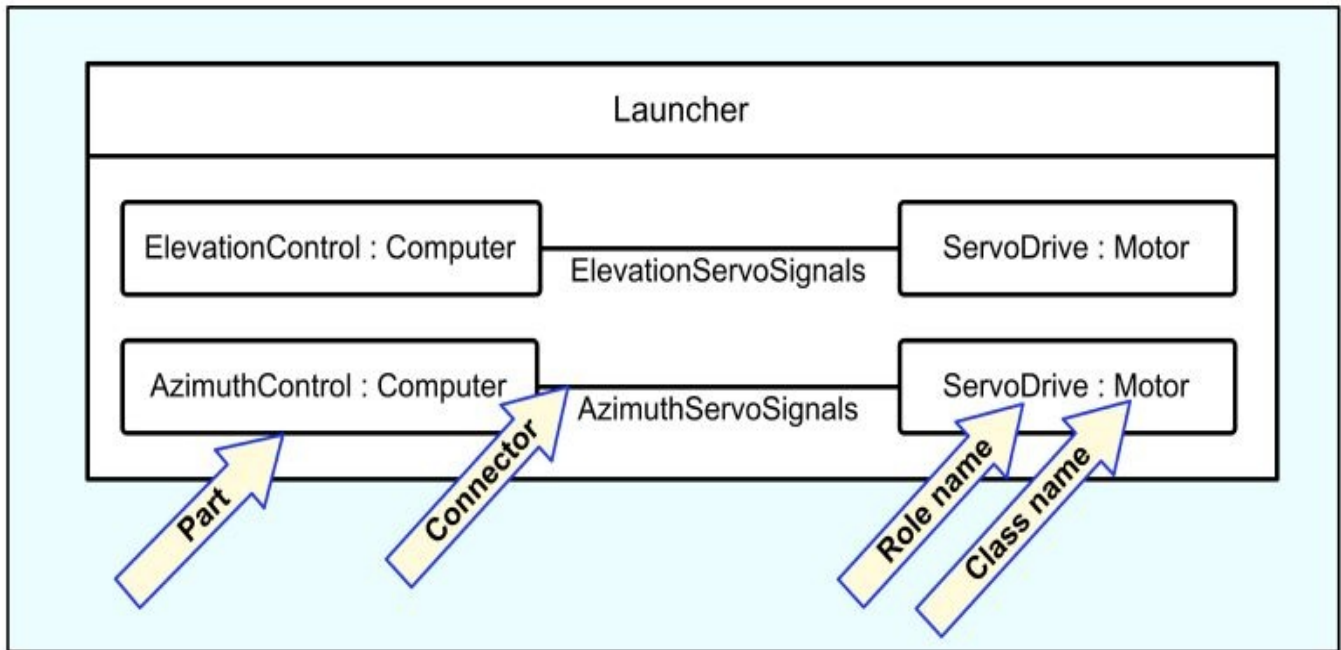 Launcher
ElevationControl : Computer
ElevationServoSignals
ServoDrive : Motor
AzimuthControl : Computer
AzimuthServoSignals
ServoDrive : Motor
Part
Connector
Role name
Class name